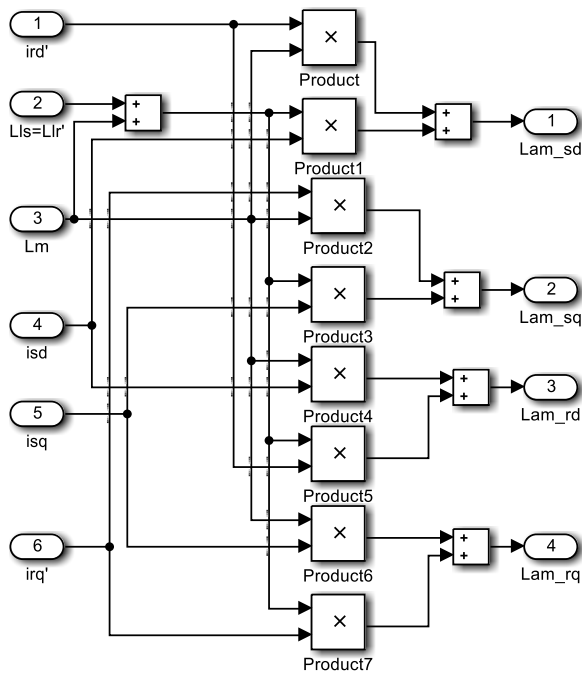 1
ird'
×
Product
2
Lls=Llr'
+
+
×
Product1
+
+
1
Lam_sd
3
Lm
×
Product2
×
Product3
+
+
2
Lam_sq
4
isd
×
Product4
+
+
3
Lam_rd
5
isq
×
Product5
6
irq'
×
Product6
+
+
4
Lam_rq
×
Product7